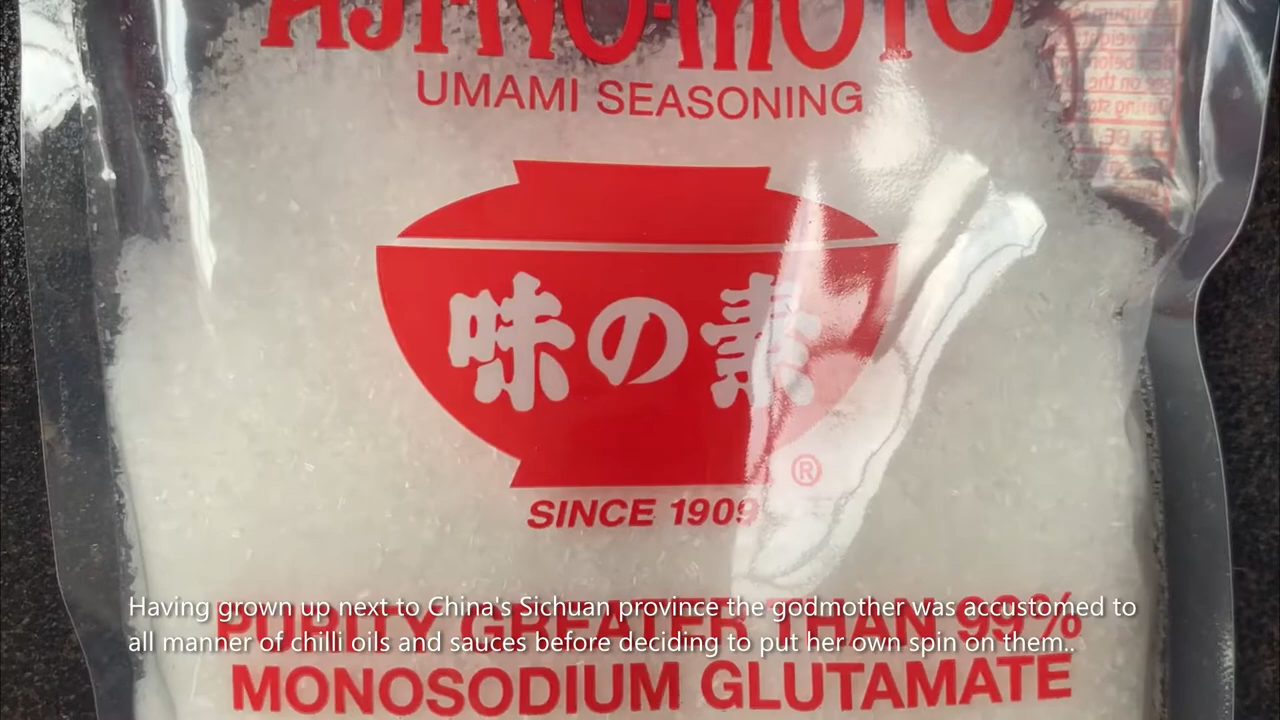 AJI-NO-MOTO
UMAMI SEASONING
味の素
®
SINCE 1909
Having grown up next to China's Sichuan province the godmother was accustomed to
all manner of chilli oils and sauces before deciding to put her own spin on them..
PURITY GREATER THAN 99%
MONOSODIUM GLUTAMATE